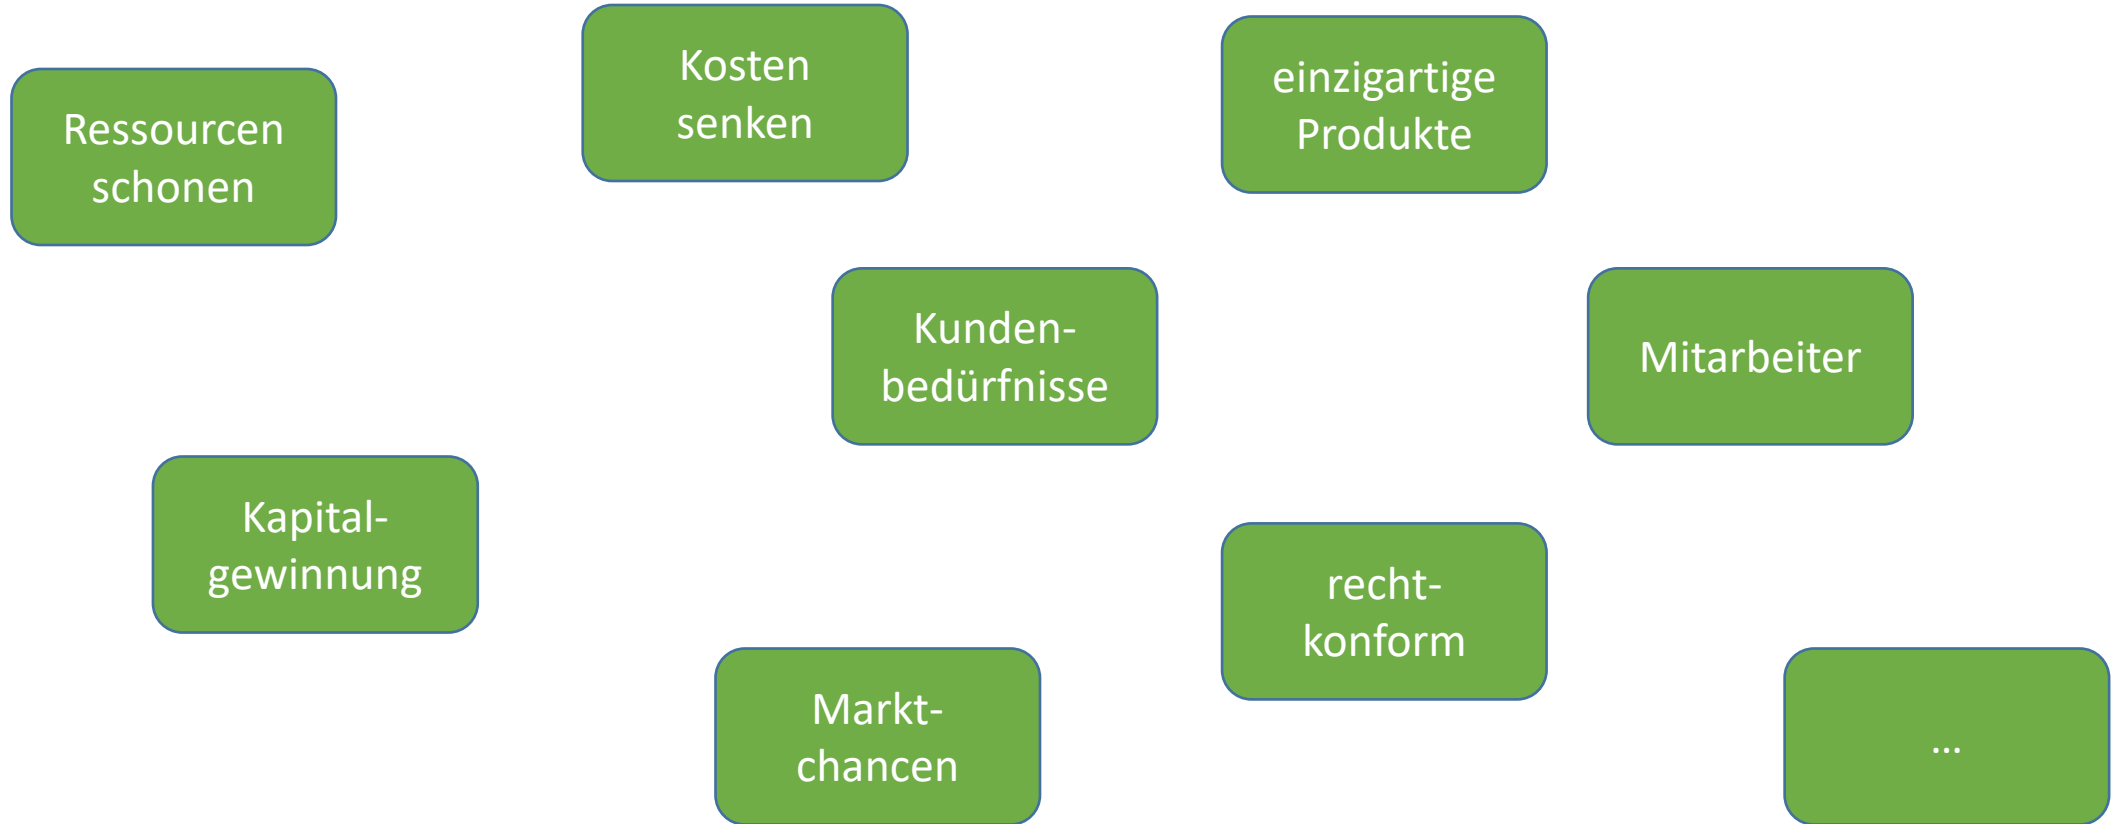 Kosten
senken
einzigartige
Produkte
Ressourcen
schonen
Kunden-
bedürfnisse
Mitarbeiter
Kapital-
gewinnung
recht-
konform
Markt-
chancen
…